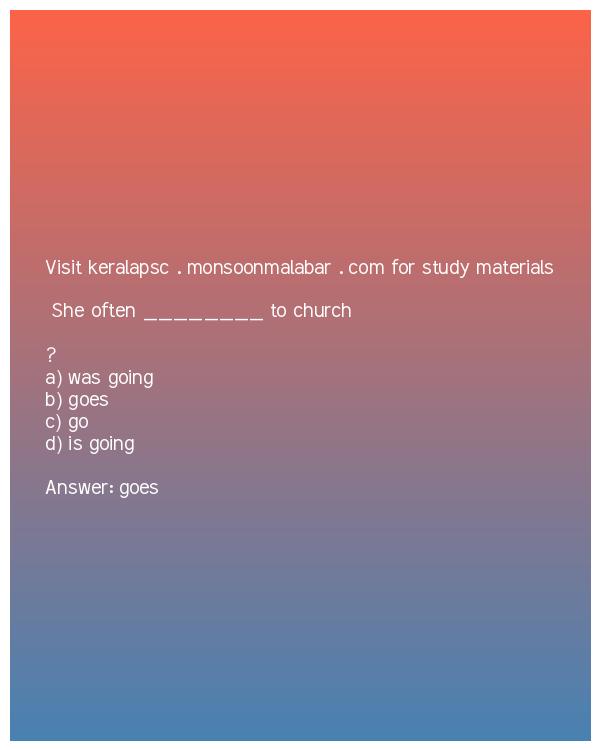 Visit keralapsc . monsoonmalabar . com for study materials
She often ________ to church
?
a) was going
b) goes
c) go
d) is going
Answer: goes